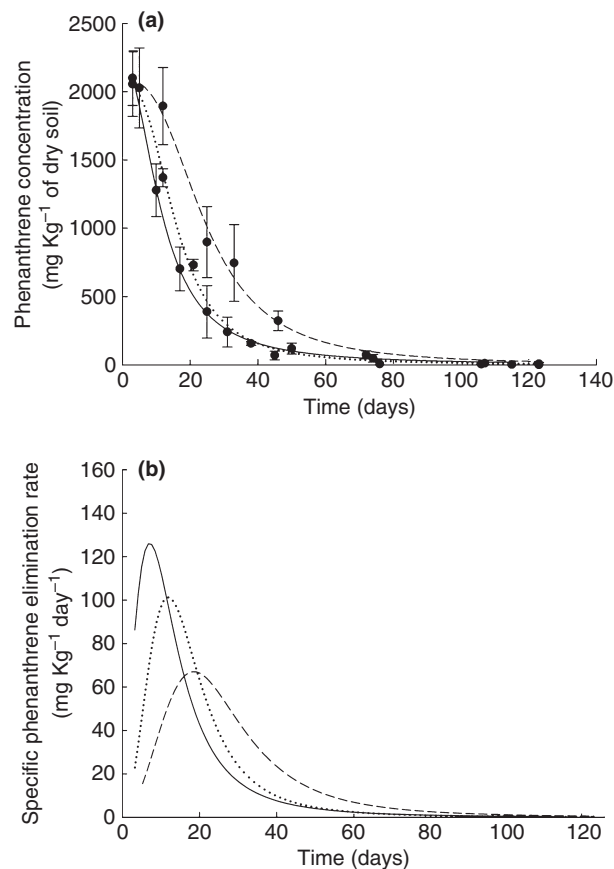 (a)
2500
2000
1500
1000
500
0
Phenanthrene concentration
(mg Kg⁻¹ of dry soil)
0 20 40 60 80 100 120 140
Time (days)
(b)
160
140
120
100
80
60
40
20
0
Specific phenanthrene elimination rate
(mg Kg⁻¹ day⁻¹)
0 20 40 60 80 100 120
Time (days)